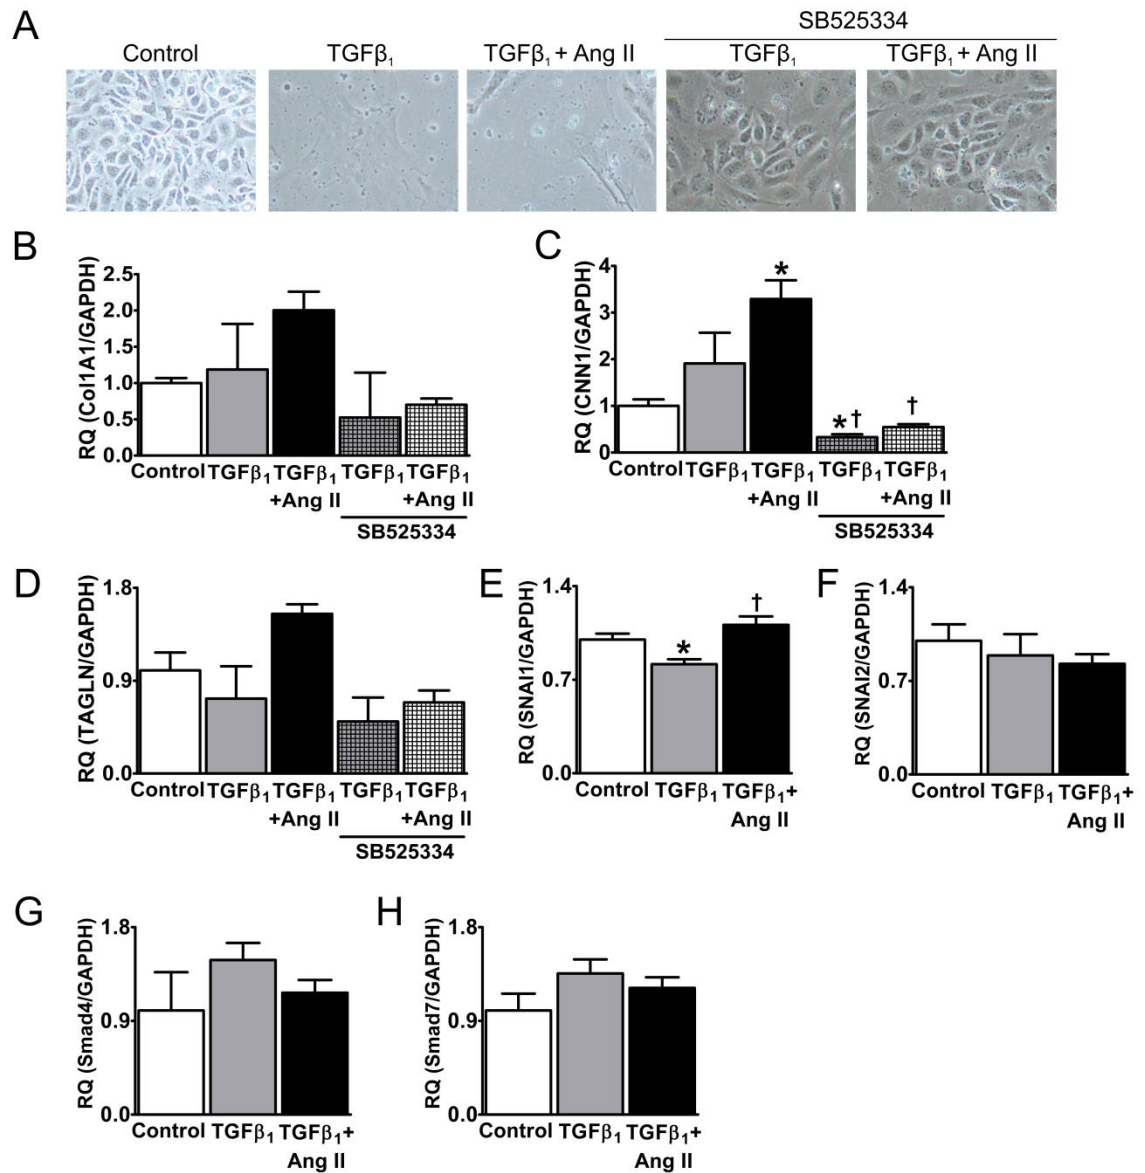 A
SB525334
Control TGFβ₁ TGFβ₁ + Ang II TGFβ₁ TGFβ₁ + Ang II
B
RQ (Col1A1/GAPDH)
2.5
2.0
1.5
1.0
0.5
0.0
Control TGFβ₁ TGFβ₁ TGFβ₁ TGFβ₁
+Ang II +Ang II
SB525334
C
RQ (CNN1/GAPDH)
4
3
2
1
0
*
*†
†
Control TGFβ₁ TGFβ₁ TGFβ₁ TGFβ₁
+Ang II +Ang II
SB525334
D
RQ (TAGLN/GAPDH)
1.8
0.9
0.0
Control TGFβ₁ TGFβ₁ TGFβ₁ TGFβ₁
+Ang II +Ang II
SB525334
E
RQ (SNAI1/GAPDH)
1.4
0.7
0.0
*
†
Control TGFβ₁ TGFβ₁+
Ang II
F
RQ (SNAI2/GAPDH)
1.4
0.7
0.0
Control TGFβ₁ TGFβ₁+
Ang II
G
RQ (Smad4/GAPDH)
1.8
0.9
0.0
Control TGFβ₁ TGFβ₁+
Ang II
H
RQ (Smad7/GAPDH)
1.8
0.9
0.0
Control TGFβ₁ TGFβ₁+
Ang II